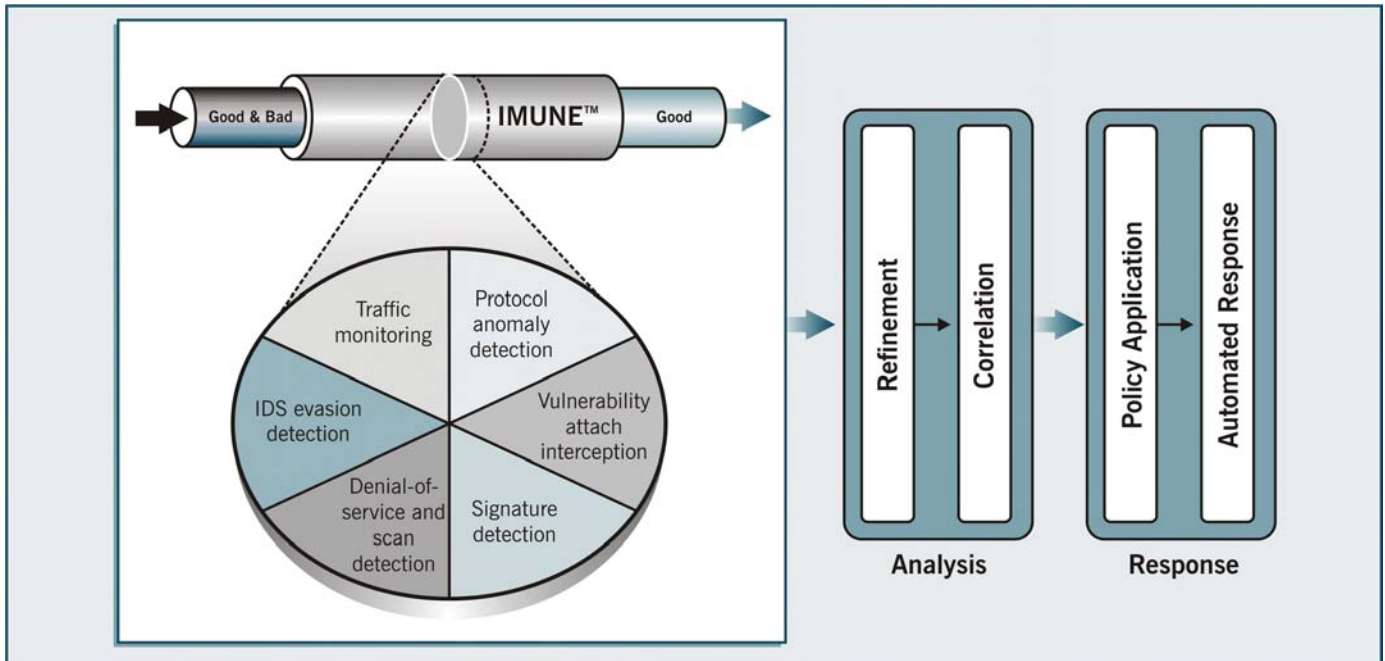 Good & Bad
IMUNE™
Good
Traffic
monitoring
Protocol
anomaly
detection
IDS evasion
detection
Vulnerability
attach
interception
Denial-of-
service and
scan
detection
Signature
detection
Refinement
Correlation
Analysis
Policy Application
Automated Response
Response